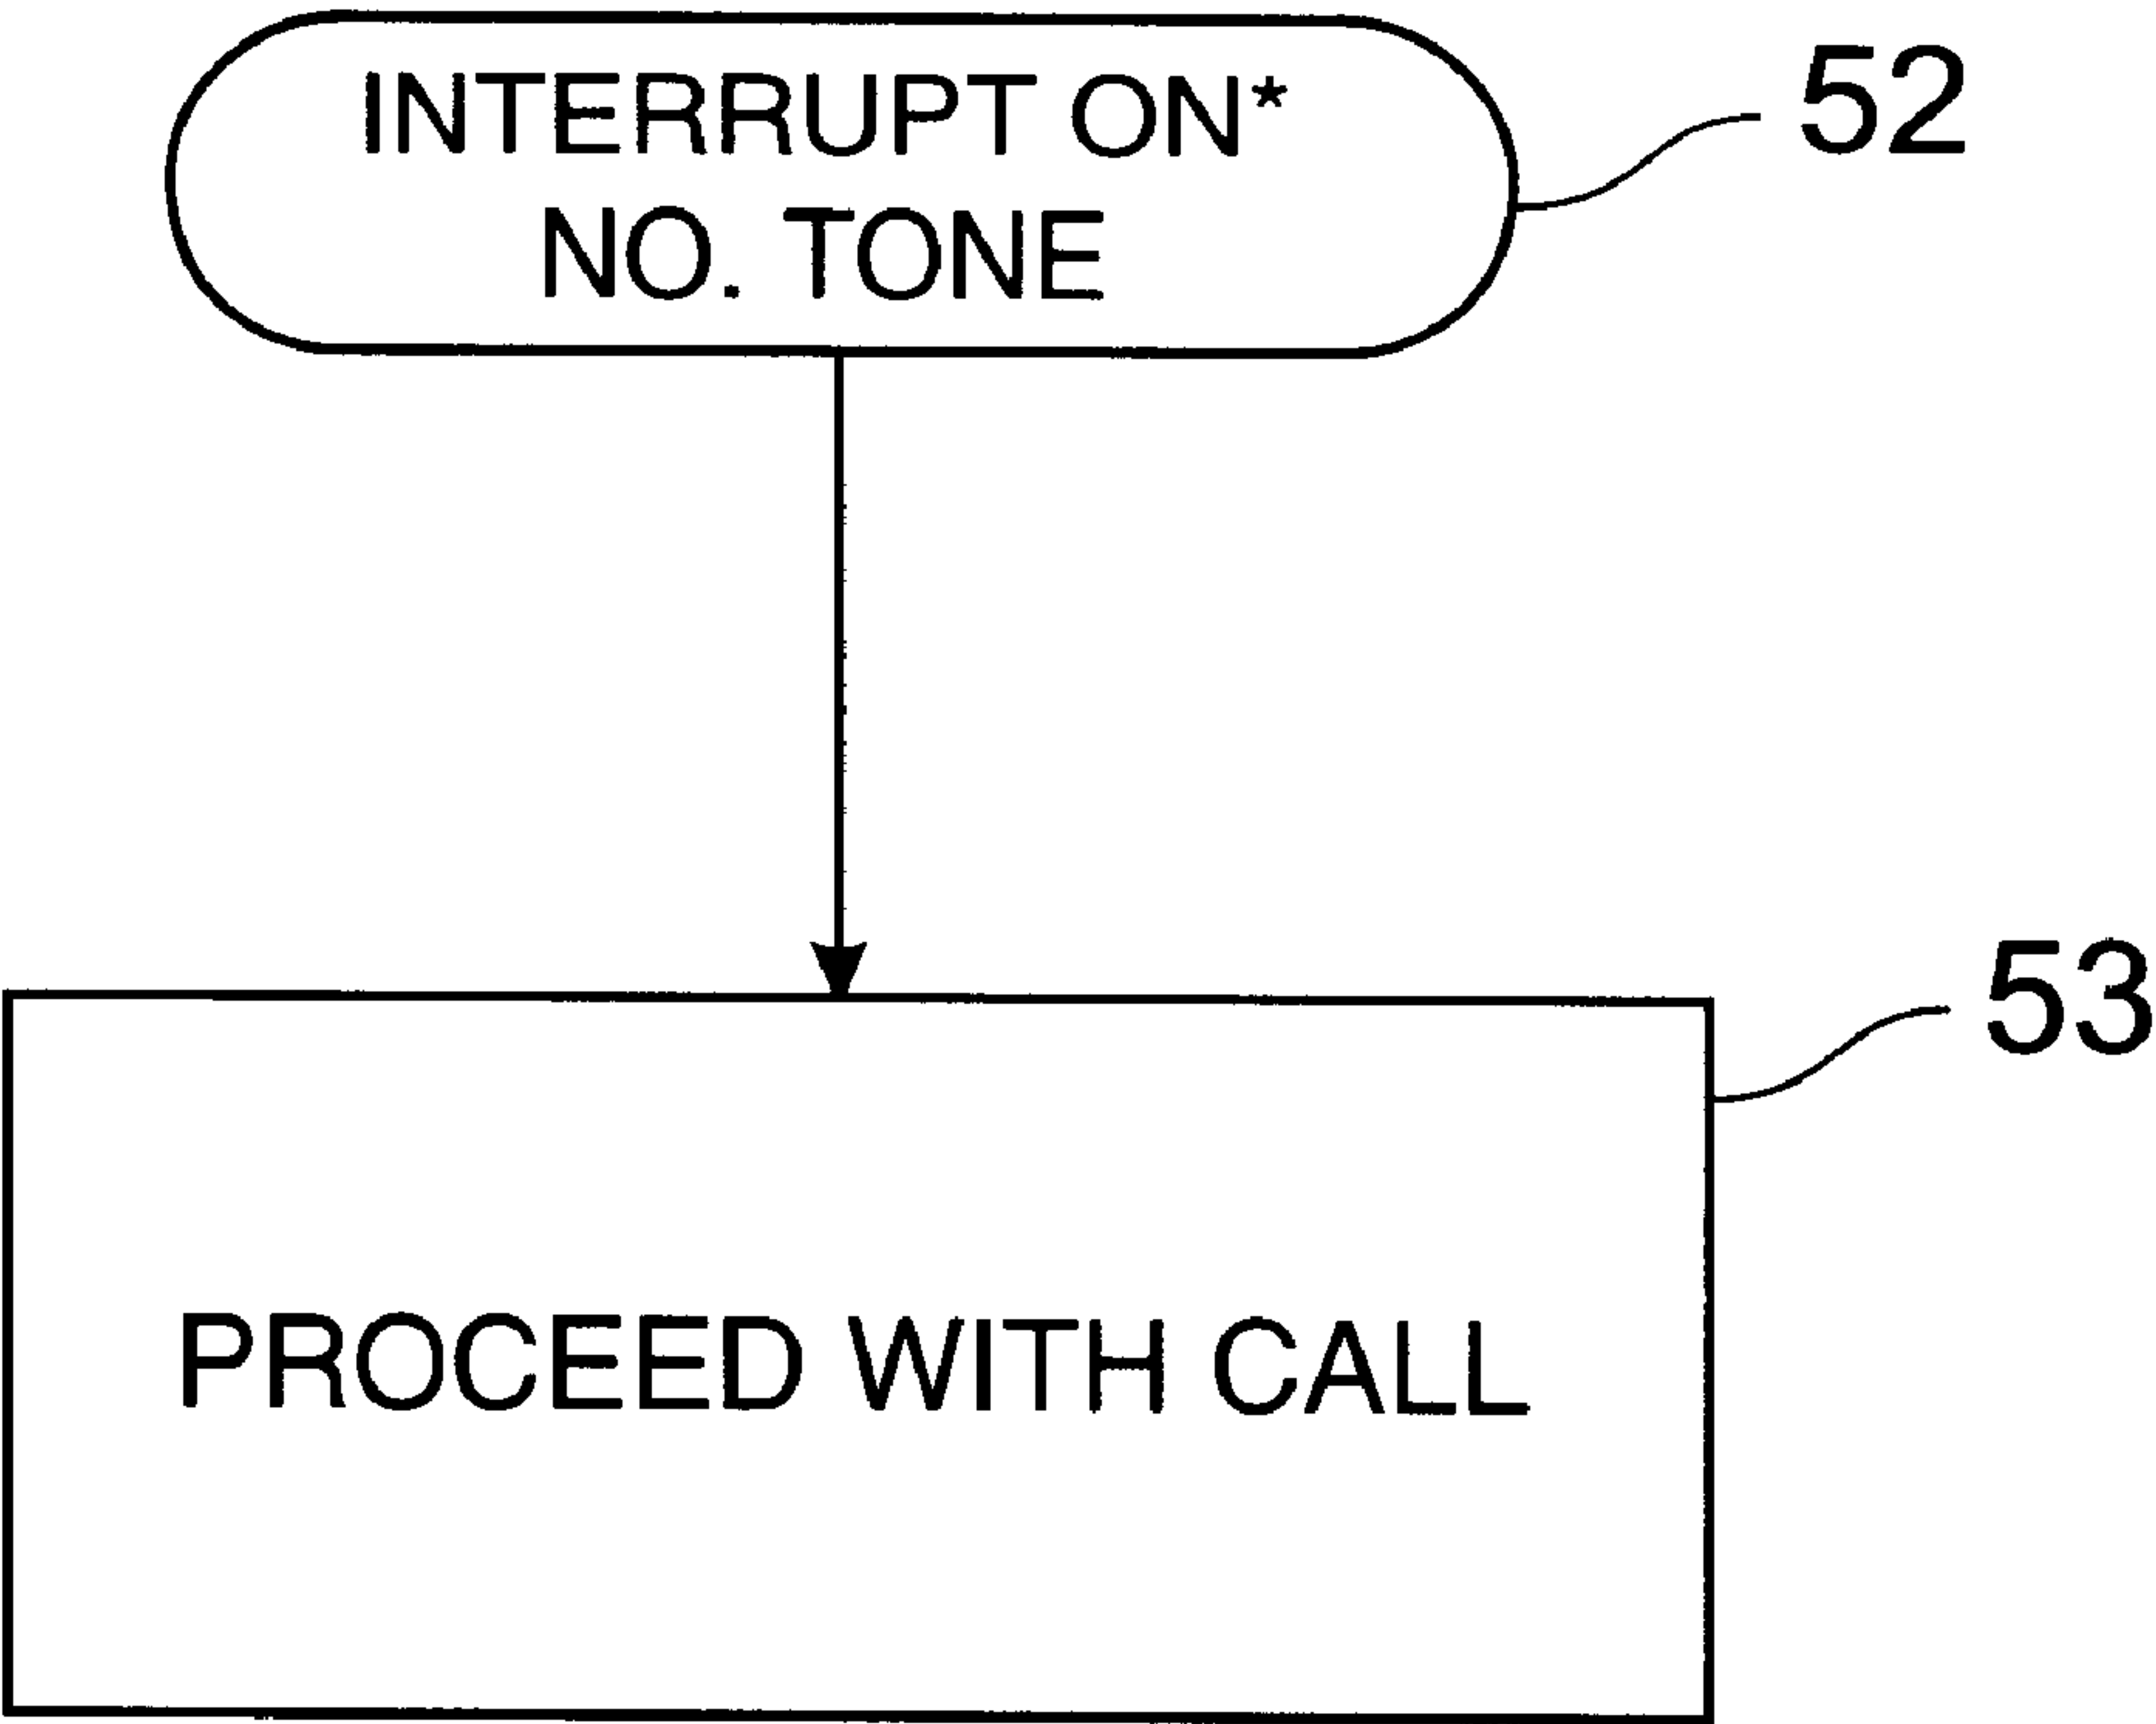 INTERRUPT ON*
NO. TONE
52
53
PROCEED WITH CALL